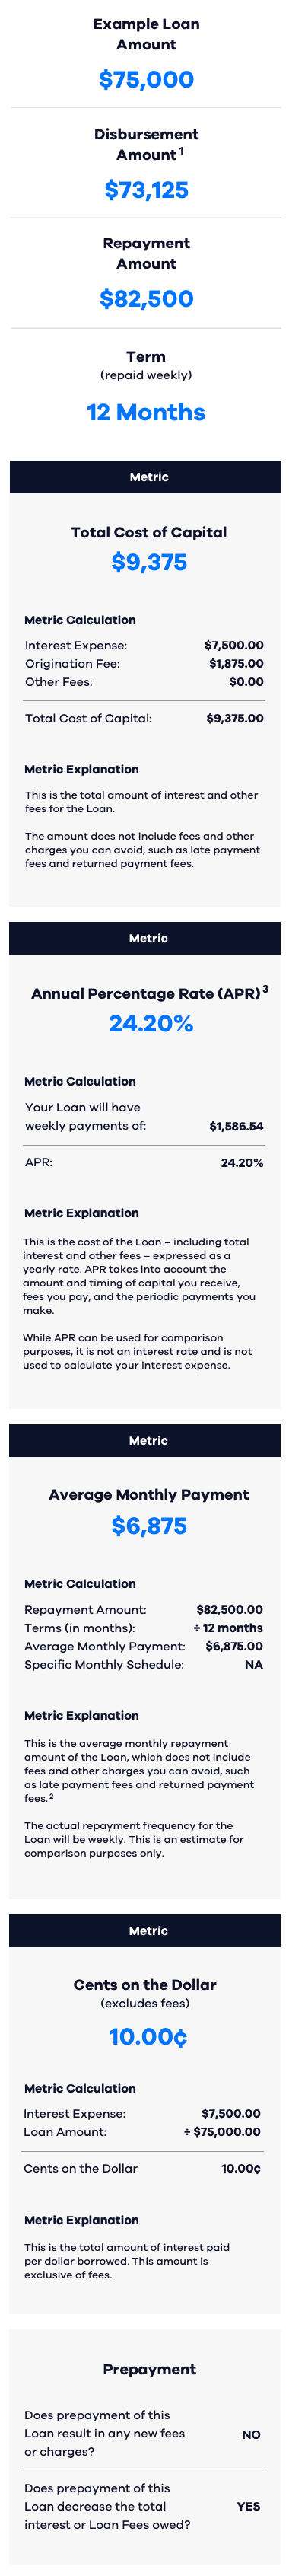 Example Loan
Amount
$75,000
Disbursement
Amount 1
$73,125
Repayment
Amount
$82,500
Term
(repaid weekly)
12 Months
Metric
Total Cost of Capital
$9,375
Metric Calculation
Interest Expense: $7,500.00
Origination Fee: $1,875.00
Other Fees: $0.00
Total Cost of Capital: $9,375.00
Metric Explanation
This is the total amount of interest and other
fees for the Loan.
The amount does not include fees and other
charges you can avoid, such as late payment
fees and returned payment fees.
Metric
Annual Percentage Rate (APR) 3
24.20%
Metric Calculation
Your Loan will have
weekly payments of: $1,586.54
APR: 24.20%
Metric Explanation
This is the cost of the Loan – including total
interest and other fees – expressed as a
yearly rate. APR takes into account the
amount and timing of capital you receive,
fees you pay, and the periodic payments you
make.
While APR can be used for comparison
purposes, it is not an interest rate and is not
used to calculate your interest expense.
Metric
Average Monthly Payment
$6,875
Metric Calculation
Repayment Amount: $82,500.00
Terms (in months): ÷ 12 months
Average Monthly Payment: $6,875.00
Specific Monthly Schedule: NA
Metric Explanation
This is the average monthly repayment
amount of the Loan, which does not include
fees and other charges you can avoid, such
as late payment fees and returned payment
fees. 2
The actual repayment frequency for the
Loan will be weekly. This is an estimate for
comparison purposes only.
Metric
Cents on the Dollar
(excludes fees)
10.00¢
Metric Calculation
Interest Expense: $7,500.00
Loan Amount: ÷ $75,000.00
Cents on the Dollar 10.00¢
Metric Explanation
This is the total amount of interest paid
per dollar borrowed. This amount is
exclusive of fees.
Prepayment
Does prepayment of this
Loan result in any new fees NO
or charges?
Does prepayment of this
Loan decrease the total YES
interest or Loan Fees owed?